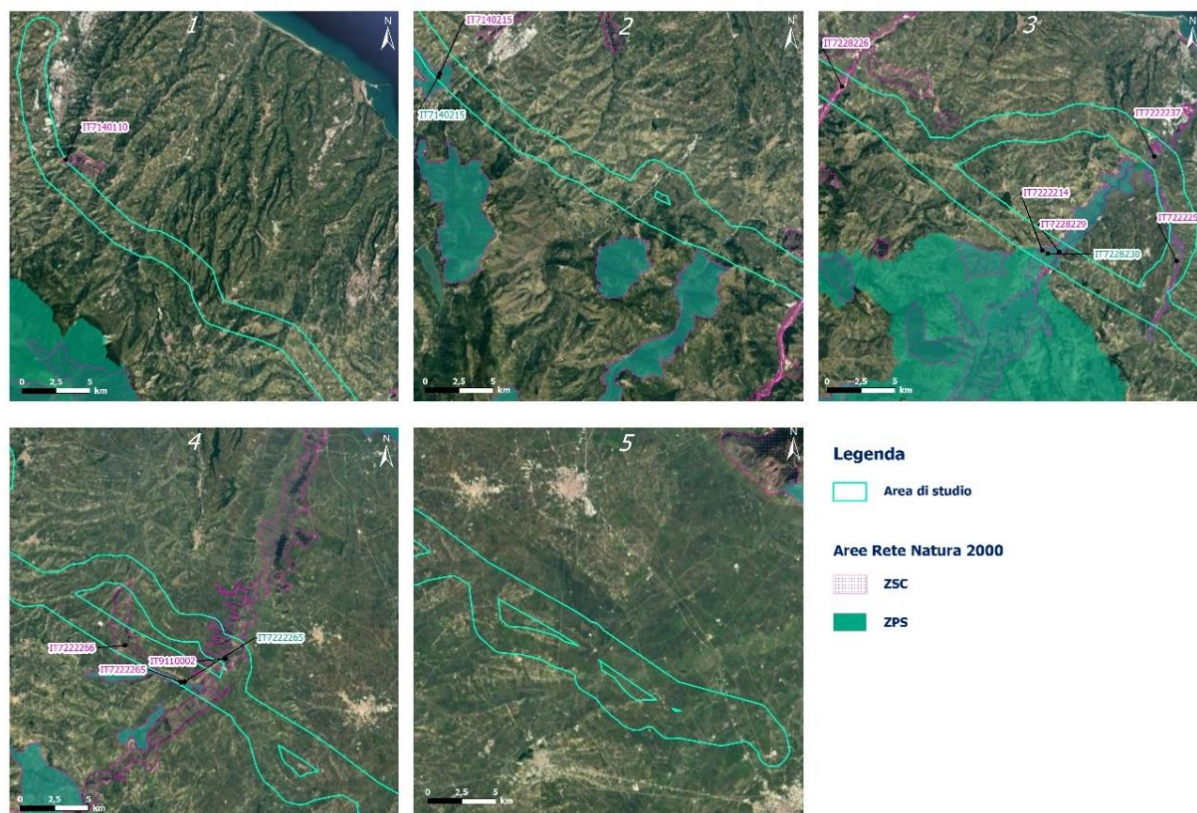 1
N
IT7140110
0 2,5 5
km
2
N
IT7140215
IT7140215
0 2,5 5
km
3
N
IT7228226
IT7222237
IT7222214
IT7228229
IT7228230
0 2,5 5
km
4
N
IT7222265
IT7222266
IT9110002
IT7222265
0 2,5 5
km
5
N
0 2,5 5
km
Legenda
Area di studio
Aree Rete Natura 2000
ZSC
ZPS